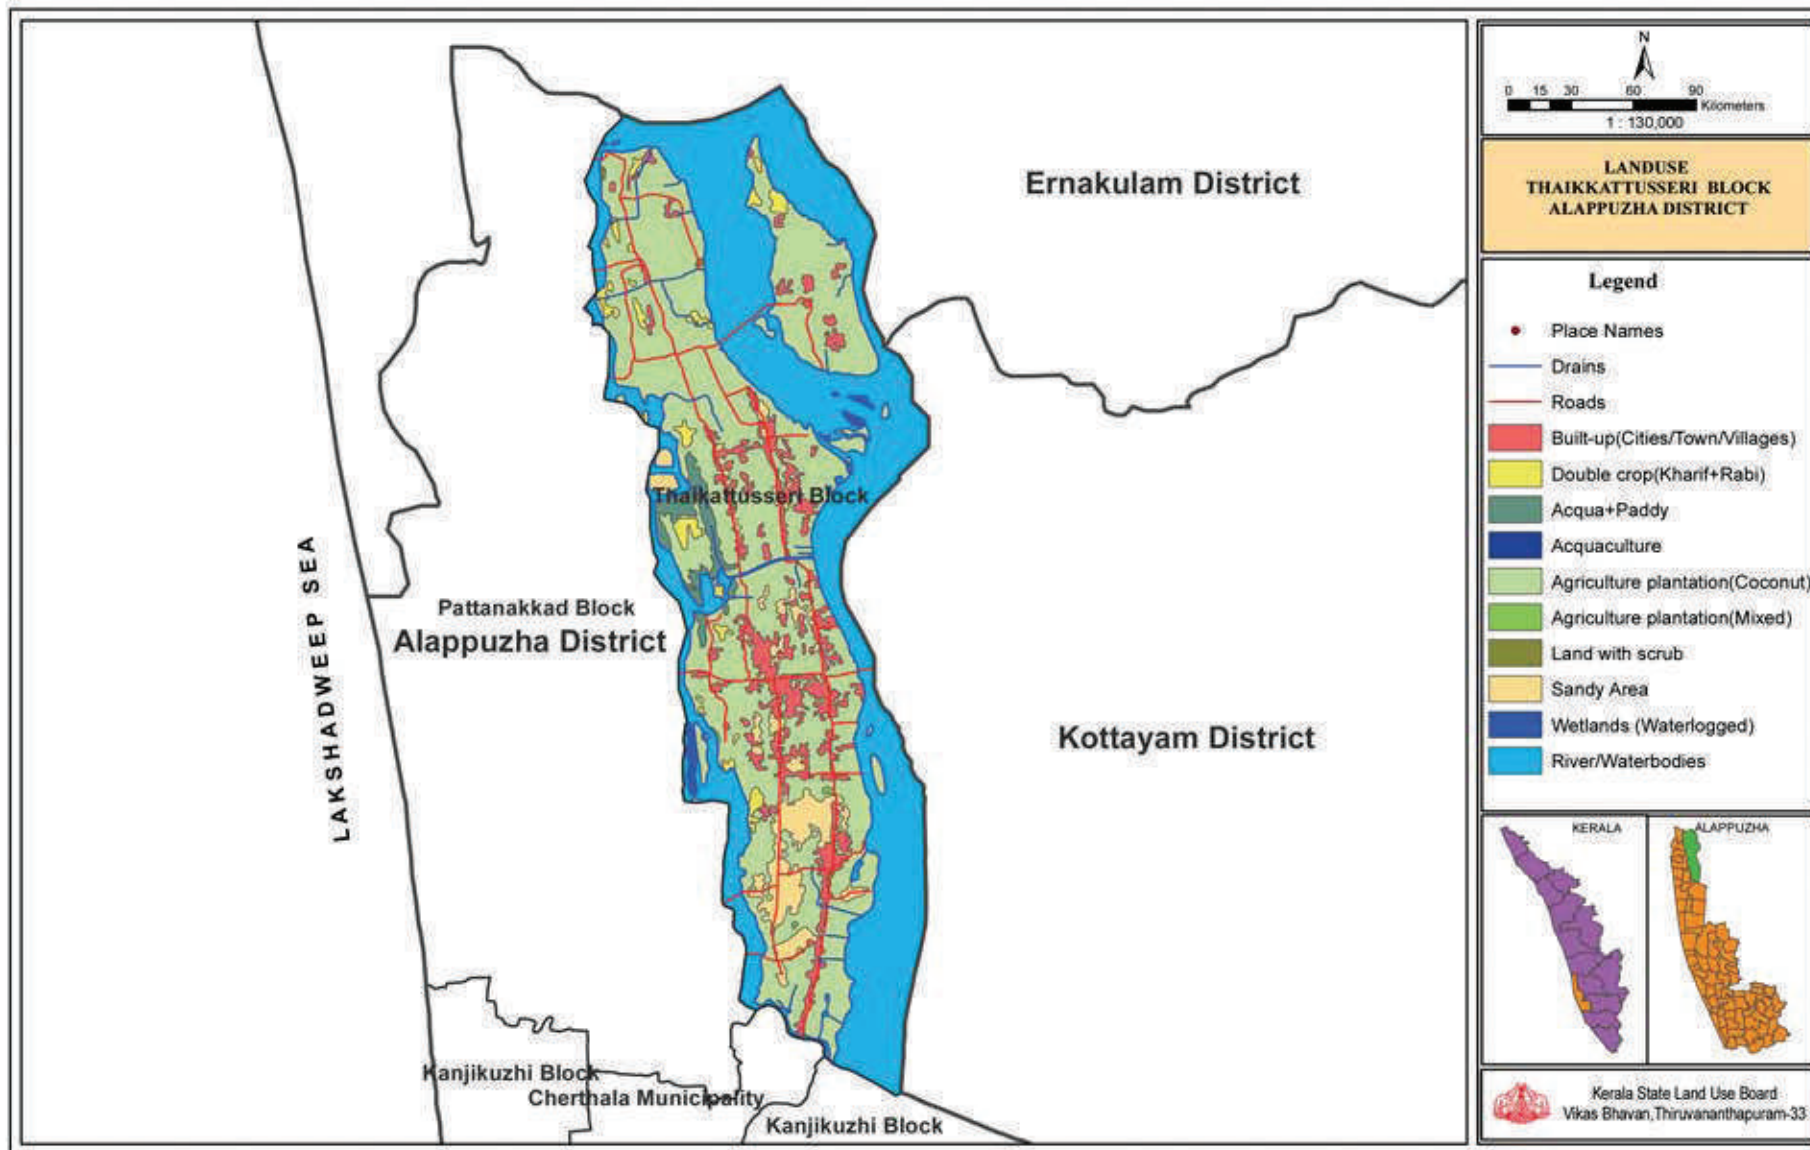 Ernakulam District
Thaikattusseri Block
LAKSHADWEEP SEA
Pattanakkad Block
Alappuzha District
Kottayam District
Kanjikuzhi Block
Cherthala Municipality
Kanjikuzhi Block
N
0 15 30 60 90
Kilometers
1 : 130,000
LANDUSE
THAIKKATTUSSERI BLOCK
ALAPPUZHA DISTRICT
Legend
Place Names
Drains
Roads
Built-up(Cities/Town/Villages)
Double crop(Kharif+Rabi)
Acqua+Paddy
Acquaculture
Agriculture plantation(Coconut)
Agriculture plantation(Mixed)
Land with scrub
Sandy Area
Wetlands (Waterlogged)
River/Waterbodies
KERALA
ALAPPUZHA
Kerala State Land Use Board
Vikas Bhavan,Thiruvananthapuram-33